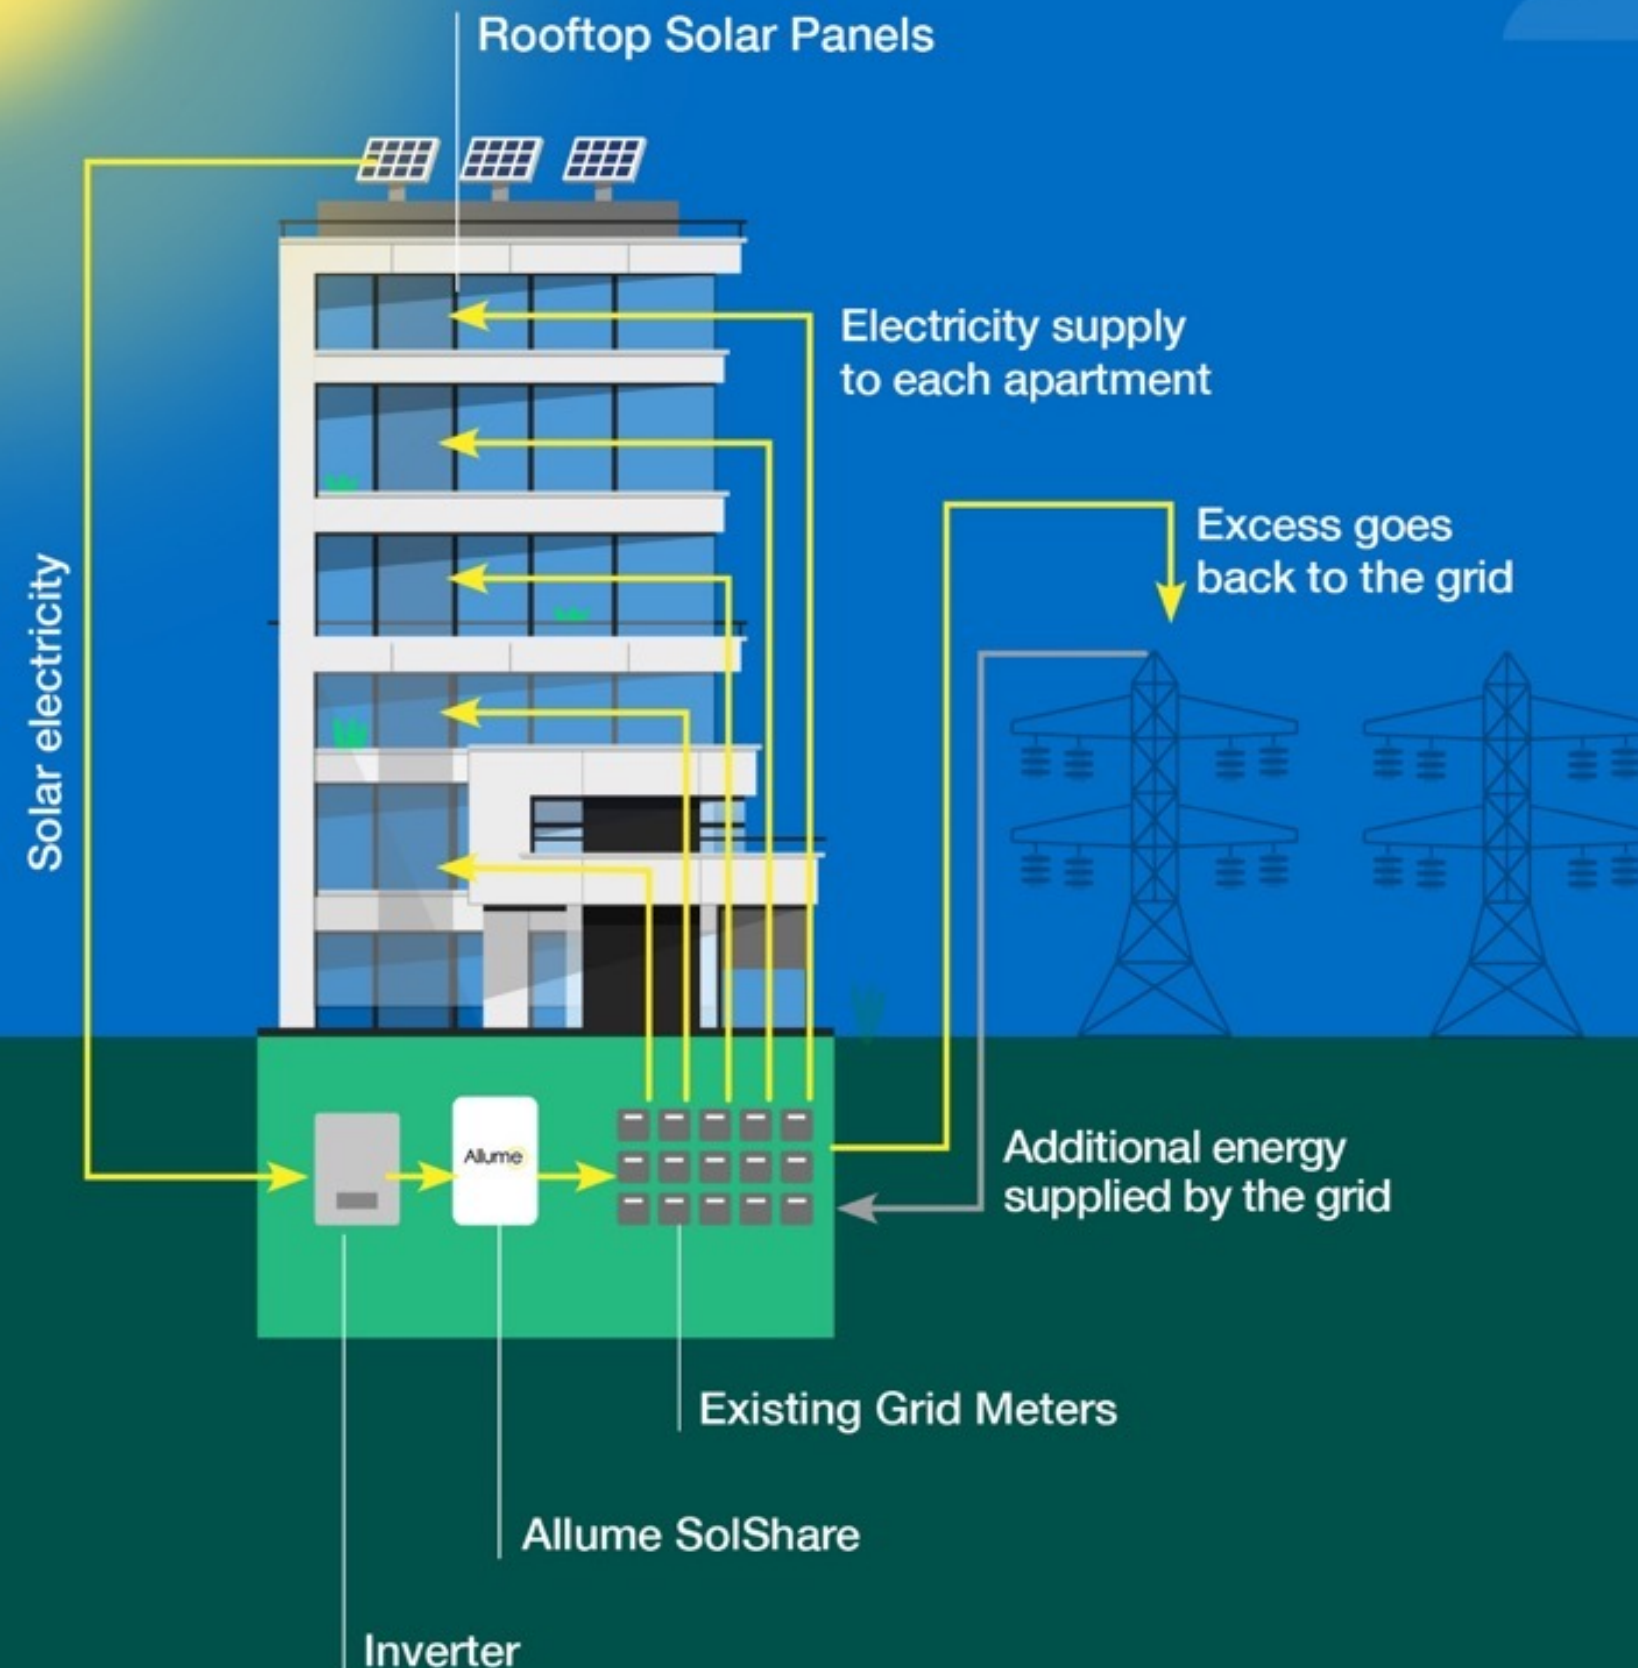 Rooftop Solar Panels
Electricity supply
to each apartment
Excess goes
back to the grid
Solar electricity
Allume
Additional energy
supplied by the grid
Existing Grid Meters
Allume SolShare
Inverter